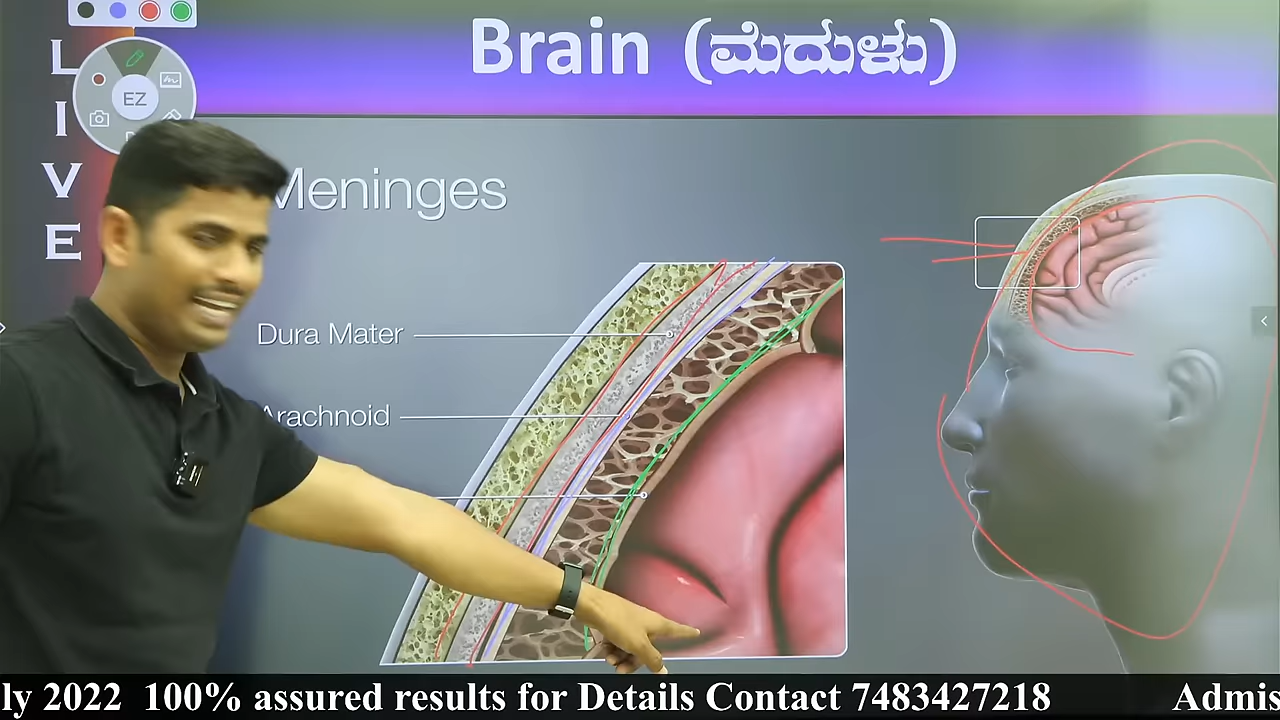 L
I
V
E
EZ
Brain (ಮೆದುಳು)
Meninges
Dura Mater
Arachnoid
ly 2022 100% assured results for Details Contact 7483427218 Admis